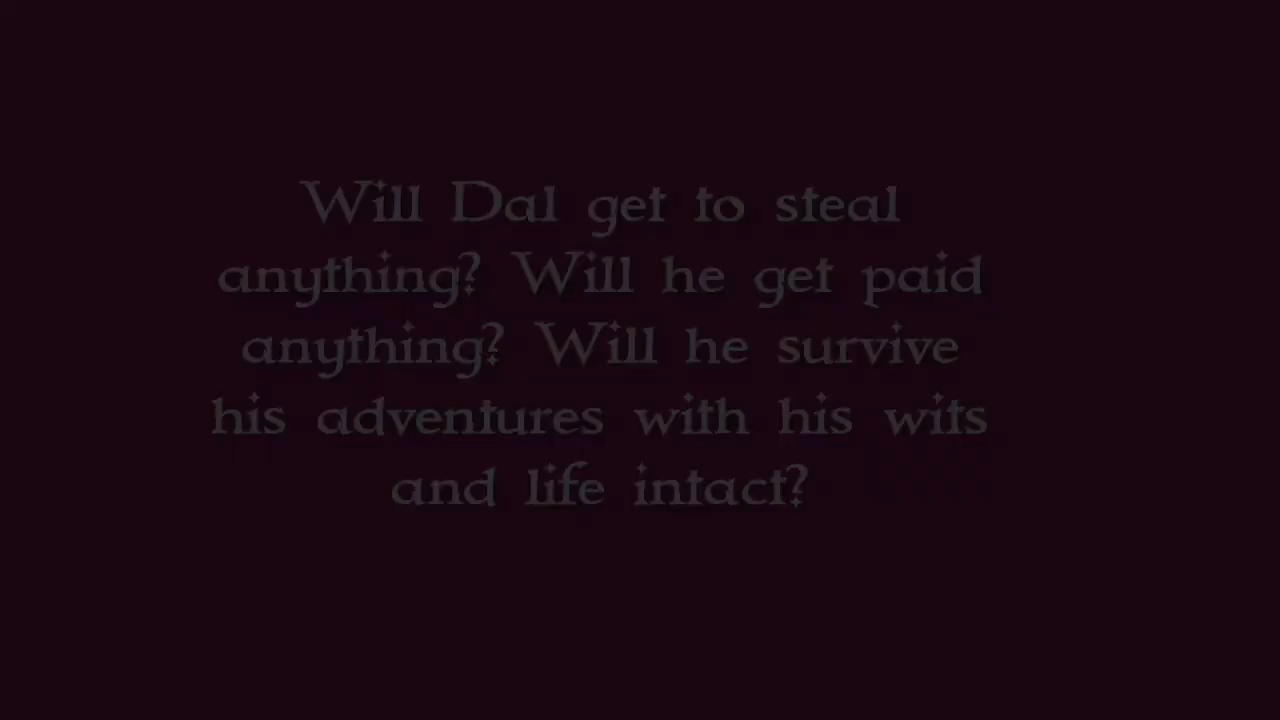 Will Dal get to steal
anything? Will he get paid
anything? Will he survive
his adventures with his wits
and life intact?